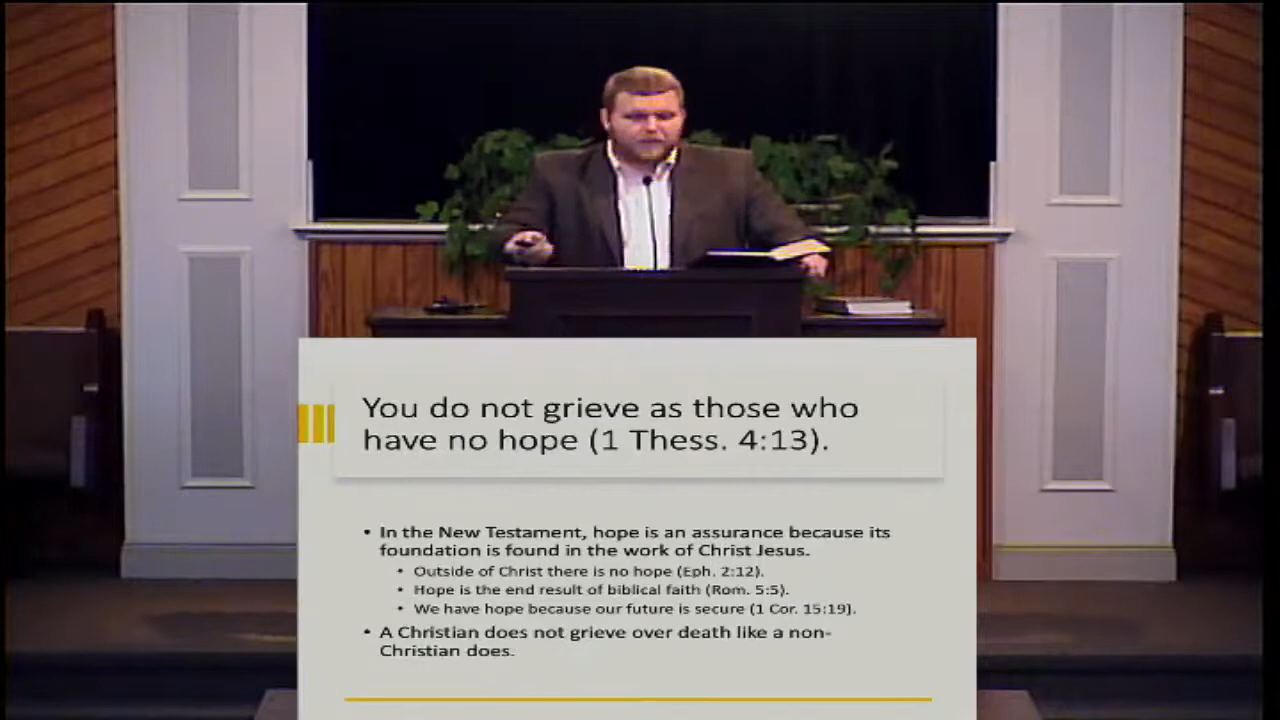 You do not grieve as those who
have no hope (1 Thess. 4:13).
• In the New Testament, hope is an assurance because its
foundation is found in the work of Christ Jesus.
• Outside of Christ there is no hope (Eph. 2:12).
• Hope is the end result of biblical faith (Rom. 5:5).
• We have hope because our future is secure (1 Cor. 15:19).
• A Christian does not grieve over death like a non-
Christian does.